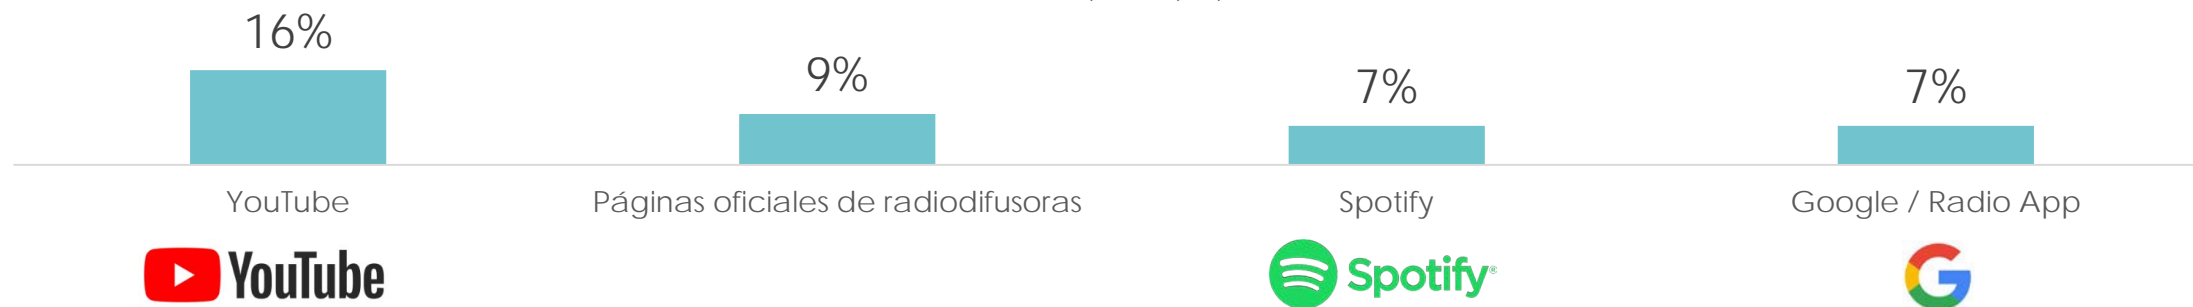 16%
9%
7%
7%
YouTube
Páginas oficiales de radiodifusoras
Spotify
Google / Radio App
YouTube
Spotify®
G